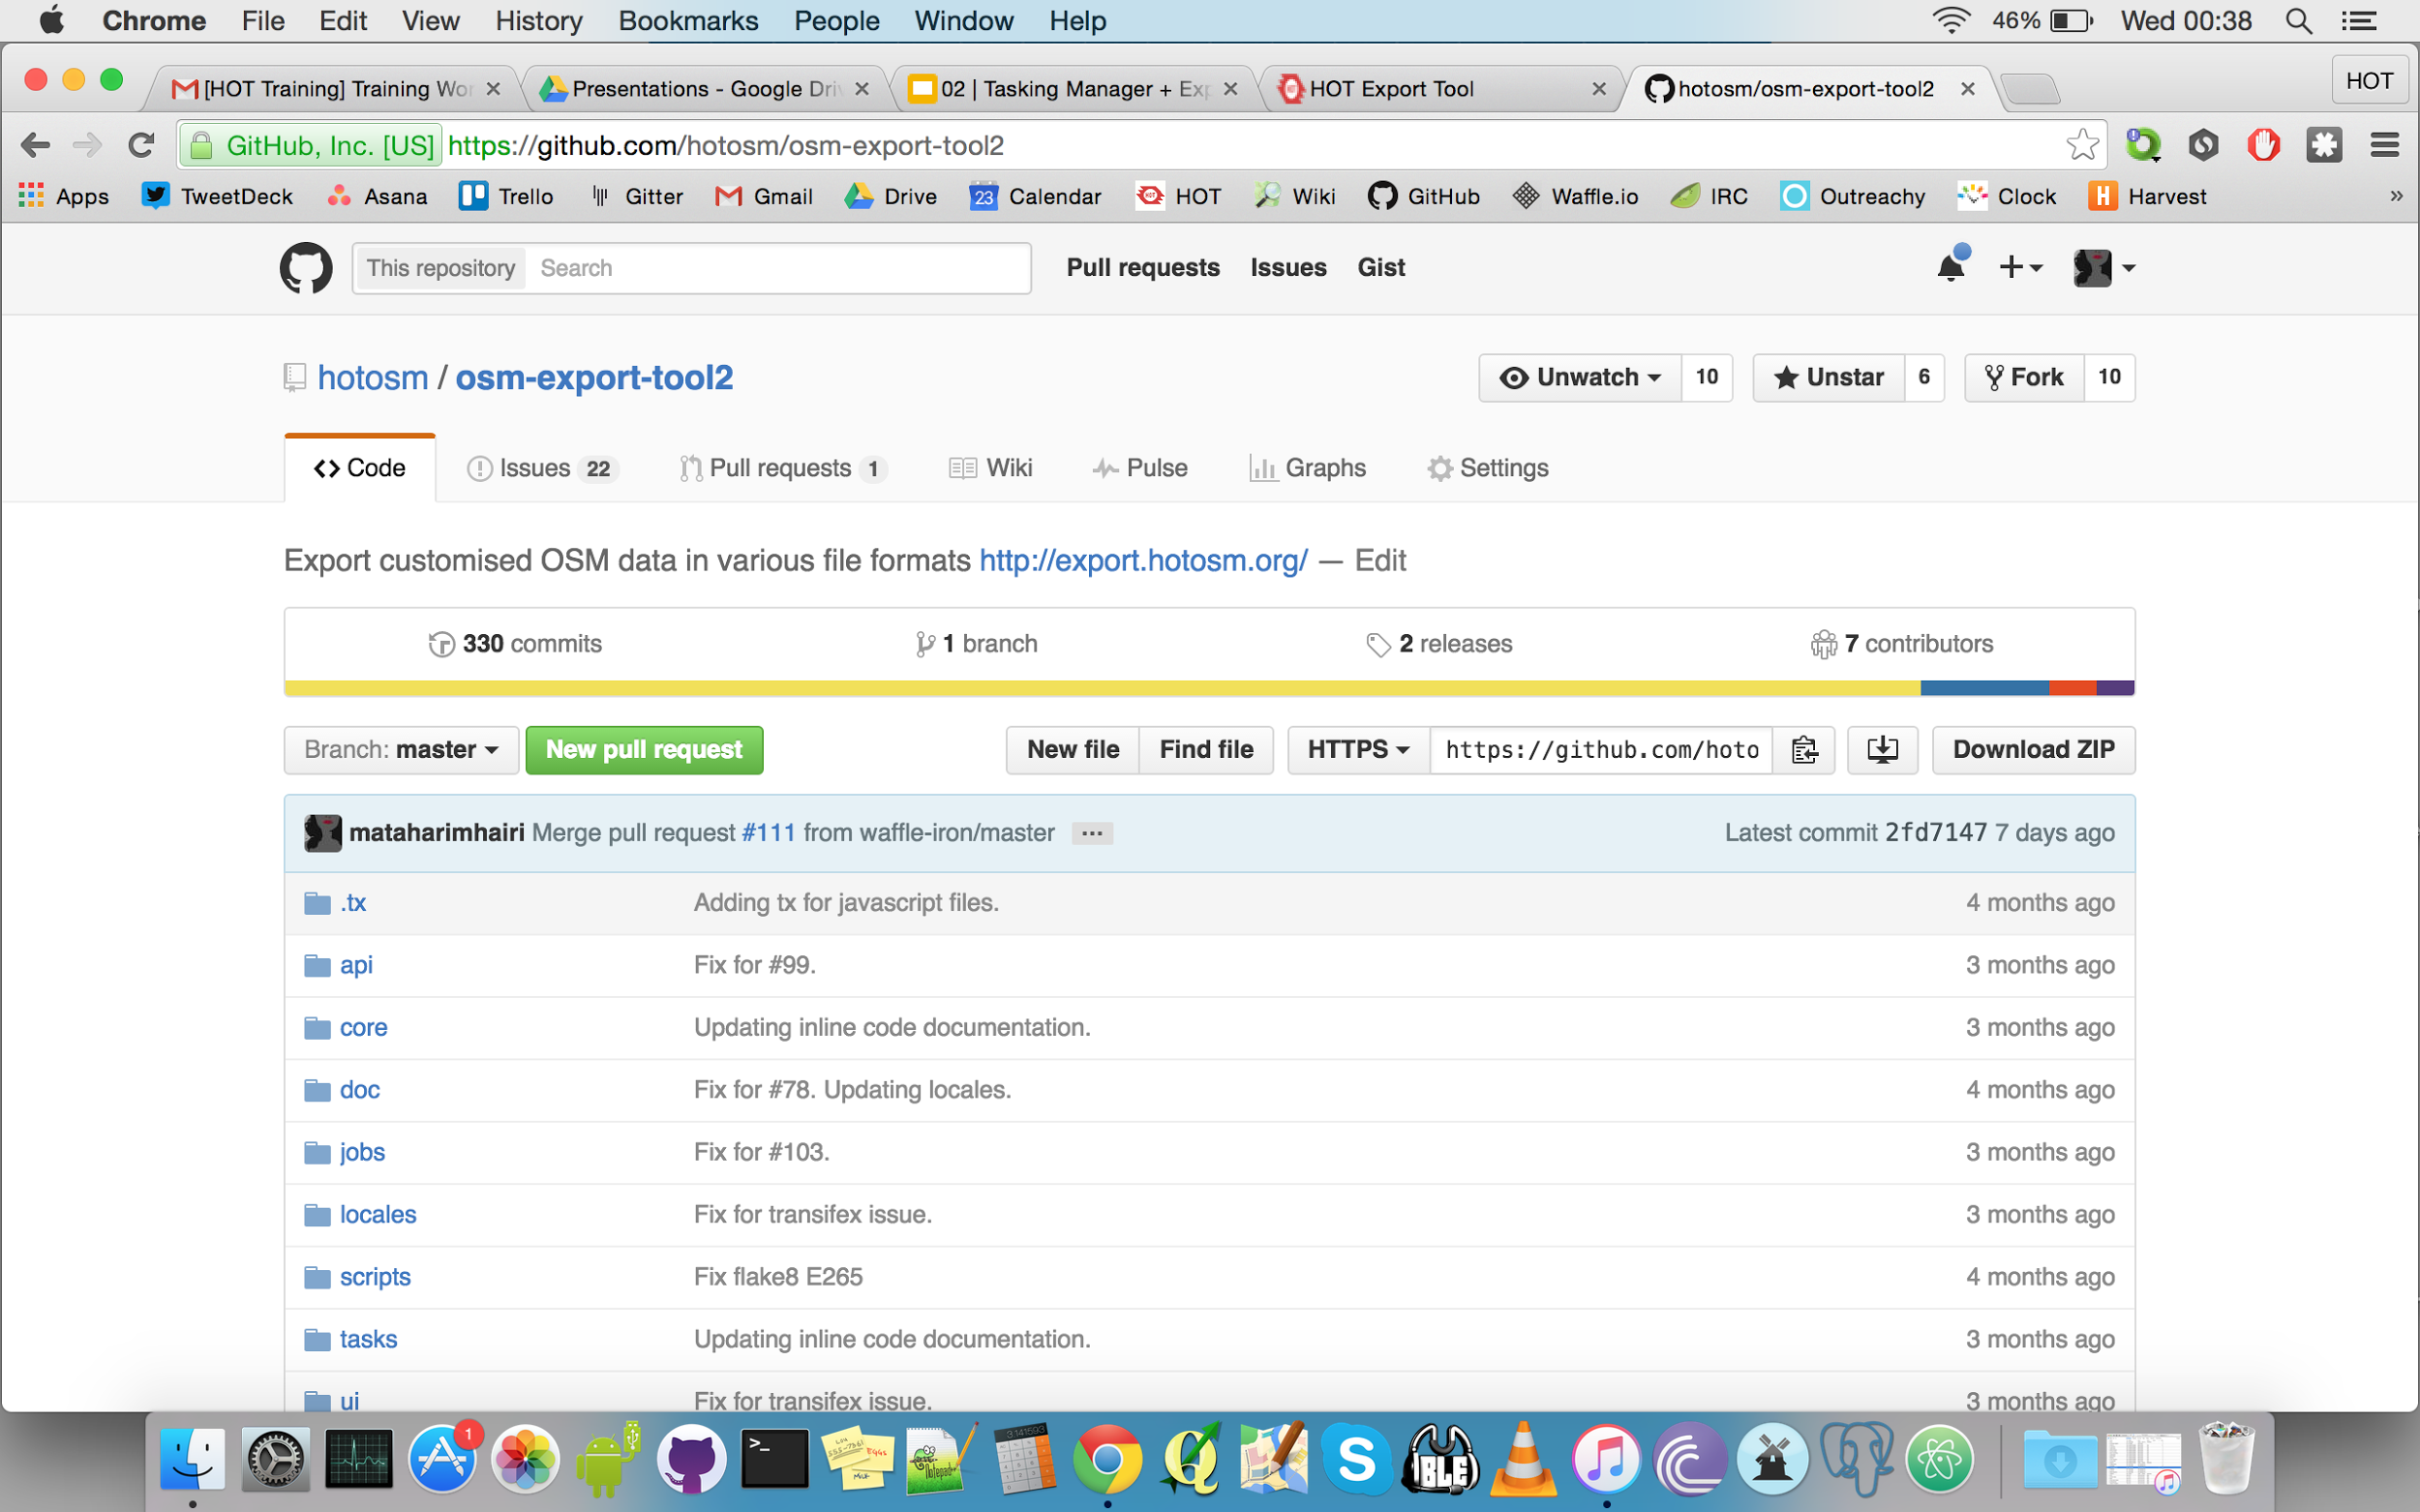 Chrome File Edit View History Bookmarks People Window Help 46% Wed 00:38
[HOT Training] Training Wor Presentations - Google Driv 02 | Tasking Manager + Exp HOT Export Tool hotosm/osm-export-tool2 HOT
GitHub, Inc. [US] https://github.com/hotosm/osm-export-tool2
Apps TweetDeck Asana Trello Gitter Gmail Drive 23 Calendar HOT Wiki GitHub Waffle.io IRC Outreachy Clock H Harvest »
This repository Search Pull requests Issues Gist
hotosm / osm-export-tool2 Unwatch 10 Unstar 6 Fork 10
Code Issues 22 Pull requests 1 Wiki Pulse Graphs Settings
Export customised OSM data in various file formats http://export.hotosm.org/ — Edit
330 commits 1 branch 2 releases 7 contributors
Branch: master New pull request New file Find file HTTPS https://github.com/hoto Download ZIP
mataharimhairi Merge pull request #111 from waffle-iron/master ... Latest commit 2fd7147 7 days ago
.tx Adding tx for javascript files. 4 months ago
api Fix for #99. 3 months ago
core Updating inline code documentation. 3 months ago
doc Fix for #78. Updating locales. 4 months ago
jobs Fix for #103. 3 months ago
locales Fix for transifex issue. 3 months ago
scripts Fix flake8 E265 4 months ago
tasks Updating inline code documentation. 3 months ago
ui Fix for transifex issue. 3 months ago
1
EGGS
MILK
3.141593
IBLE